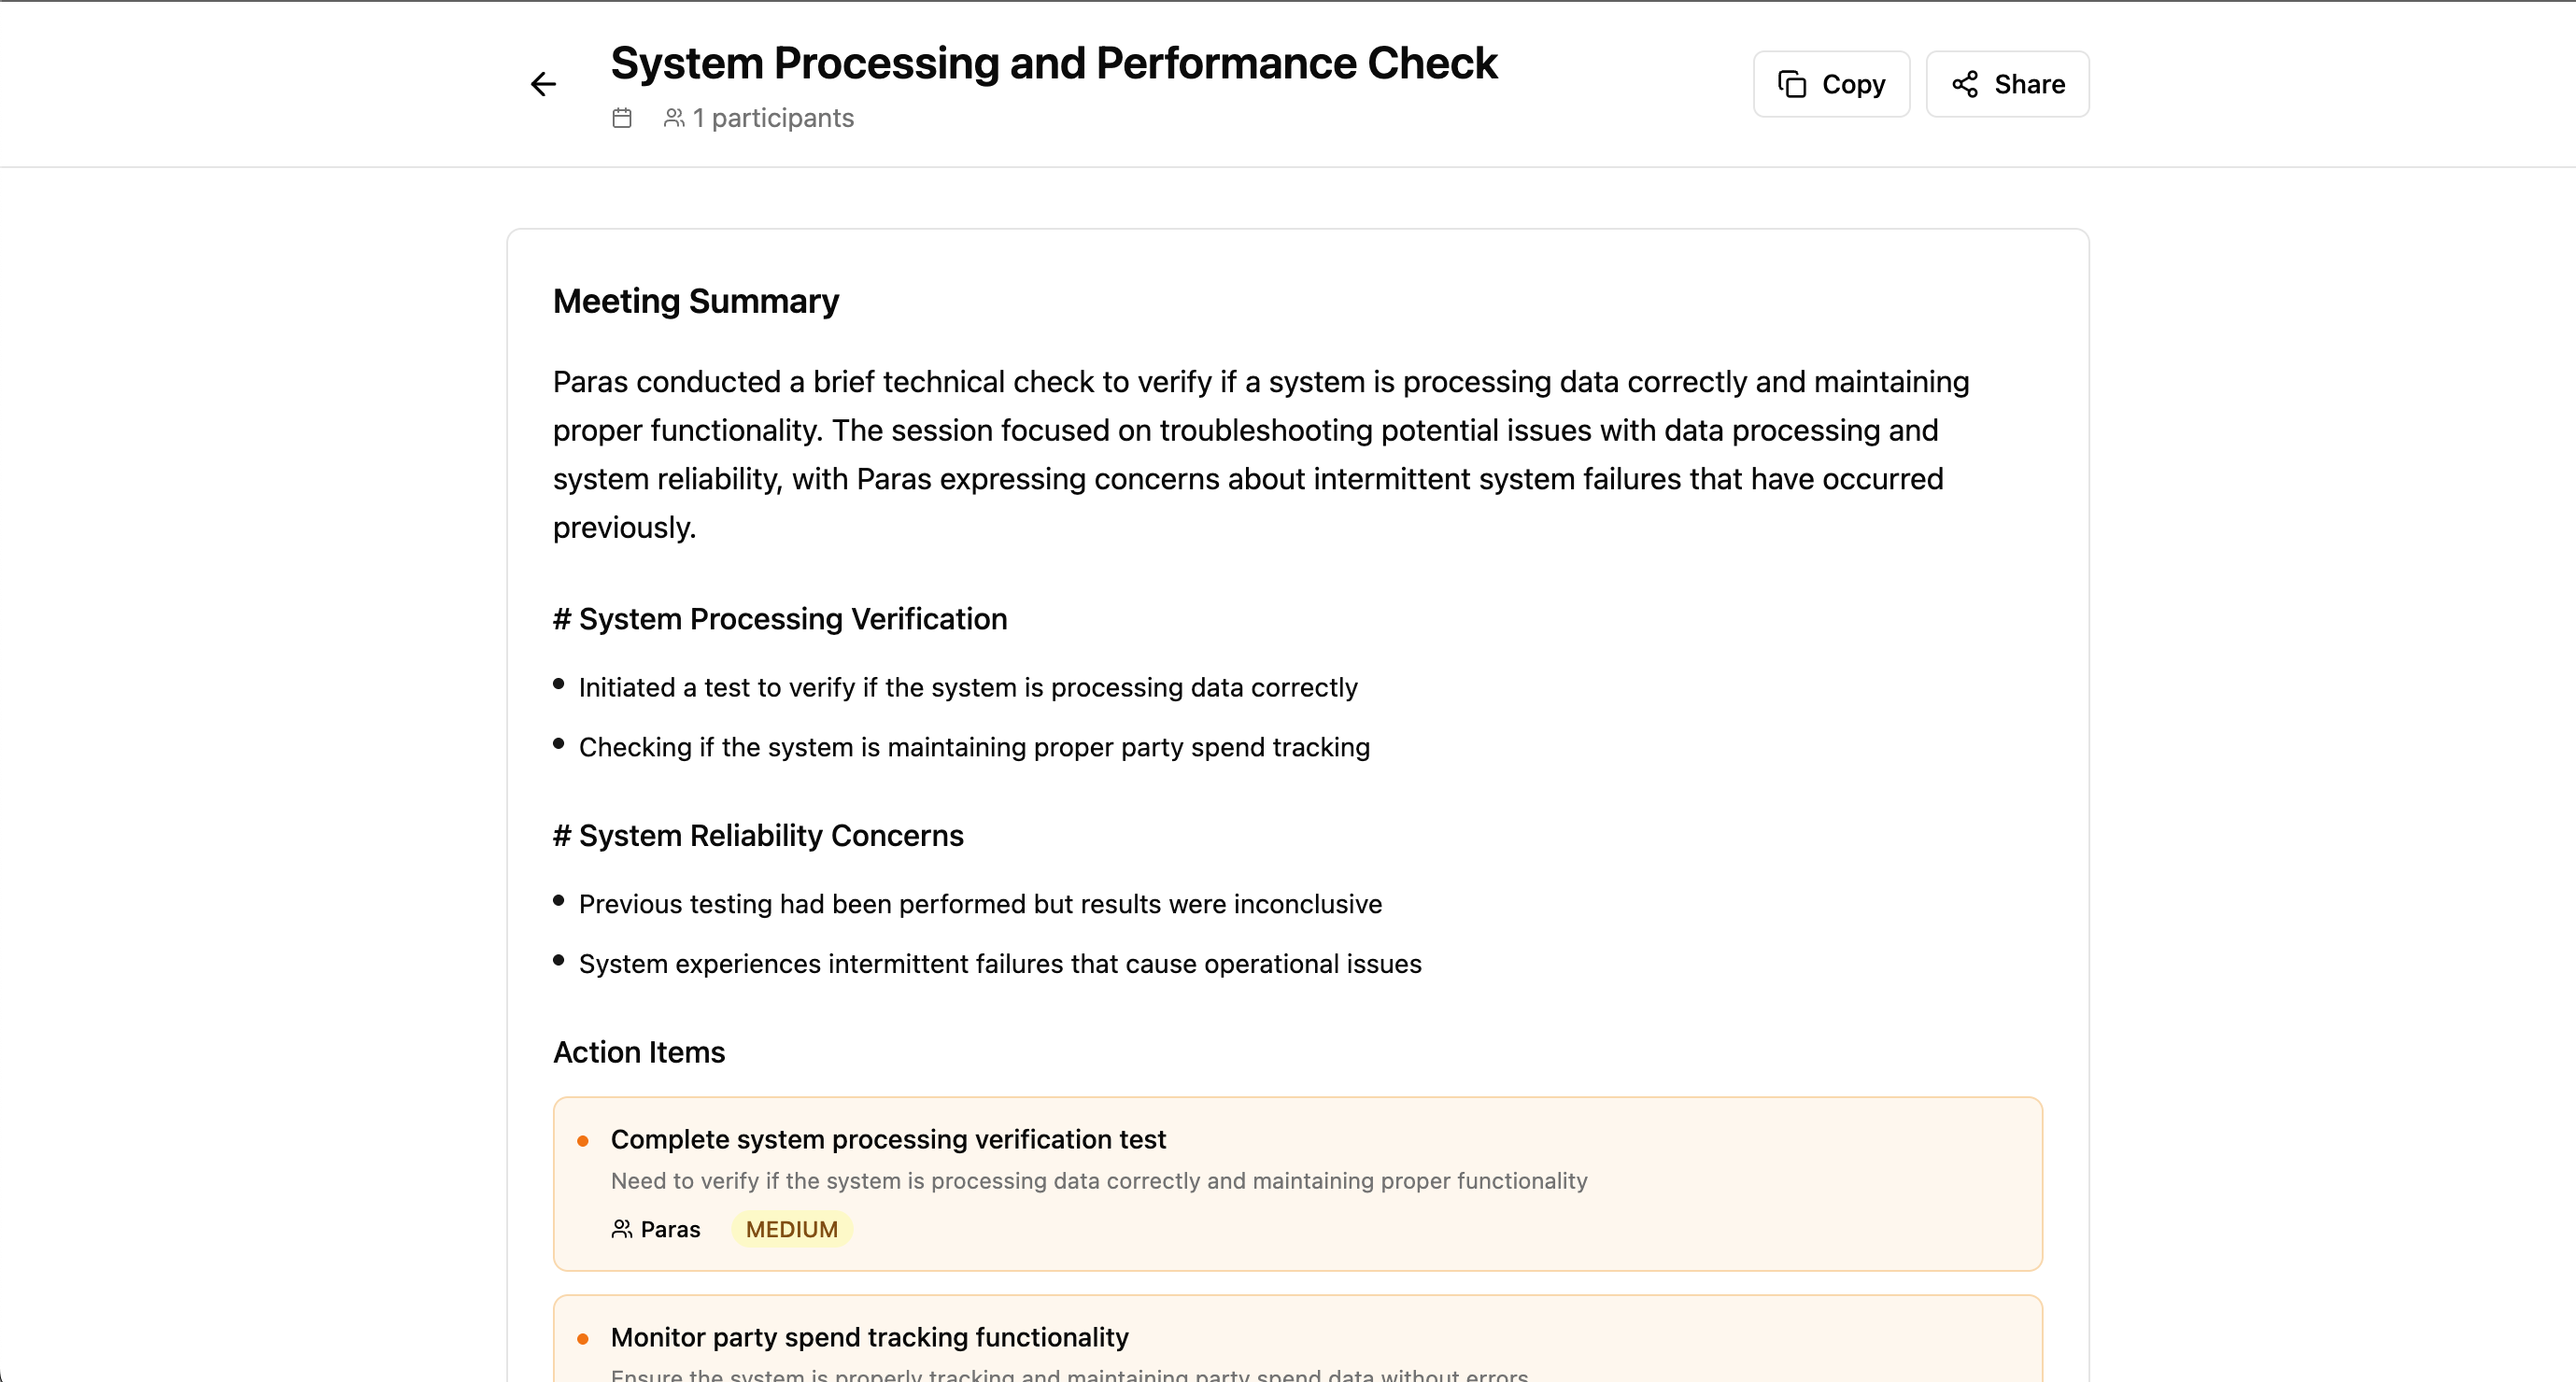 System Processing and Performance Check
1 participants
Copy
Share
Meeting Summary
Paras conducted a brief technical check to verify if a system is processing data correctly and maintaining
proper functionality. The session focused on troubleshooting potential issues with data processing and
system reliability, with Paras expressing concerns about intermittent system failures that have occurred
previously.
# System Processing Verification
• Initiated a test to verify if the system is processing data correctly
• Checking if the system is maintaining proper party spend tracking
# System Reliability Concerns
• Previous testing had been performed but results were inconclusive
• System experiences intermittent failures that cause operational issues
Action Items
• Complete system processing verification test
Need to verify if the system is processing data correctly and maintaining proper functionality
Paras MEDIUM
• Monitor party spend tracking functionality
Ensure the system is properly tracking and maintaining party spend data without errors